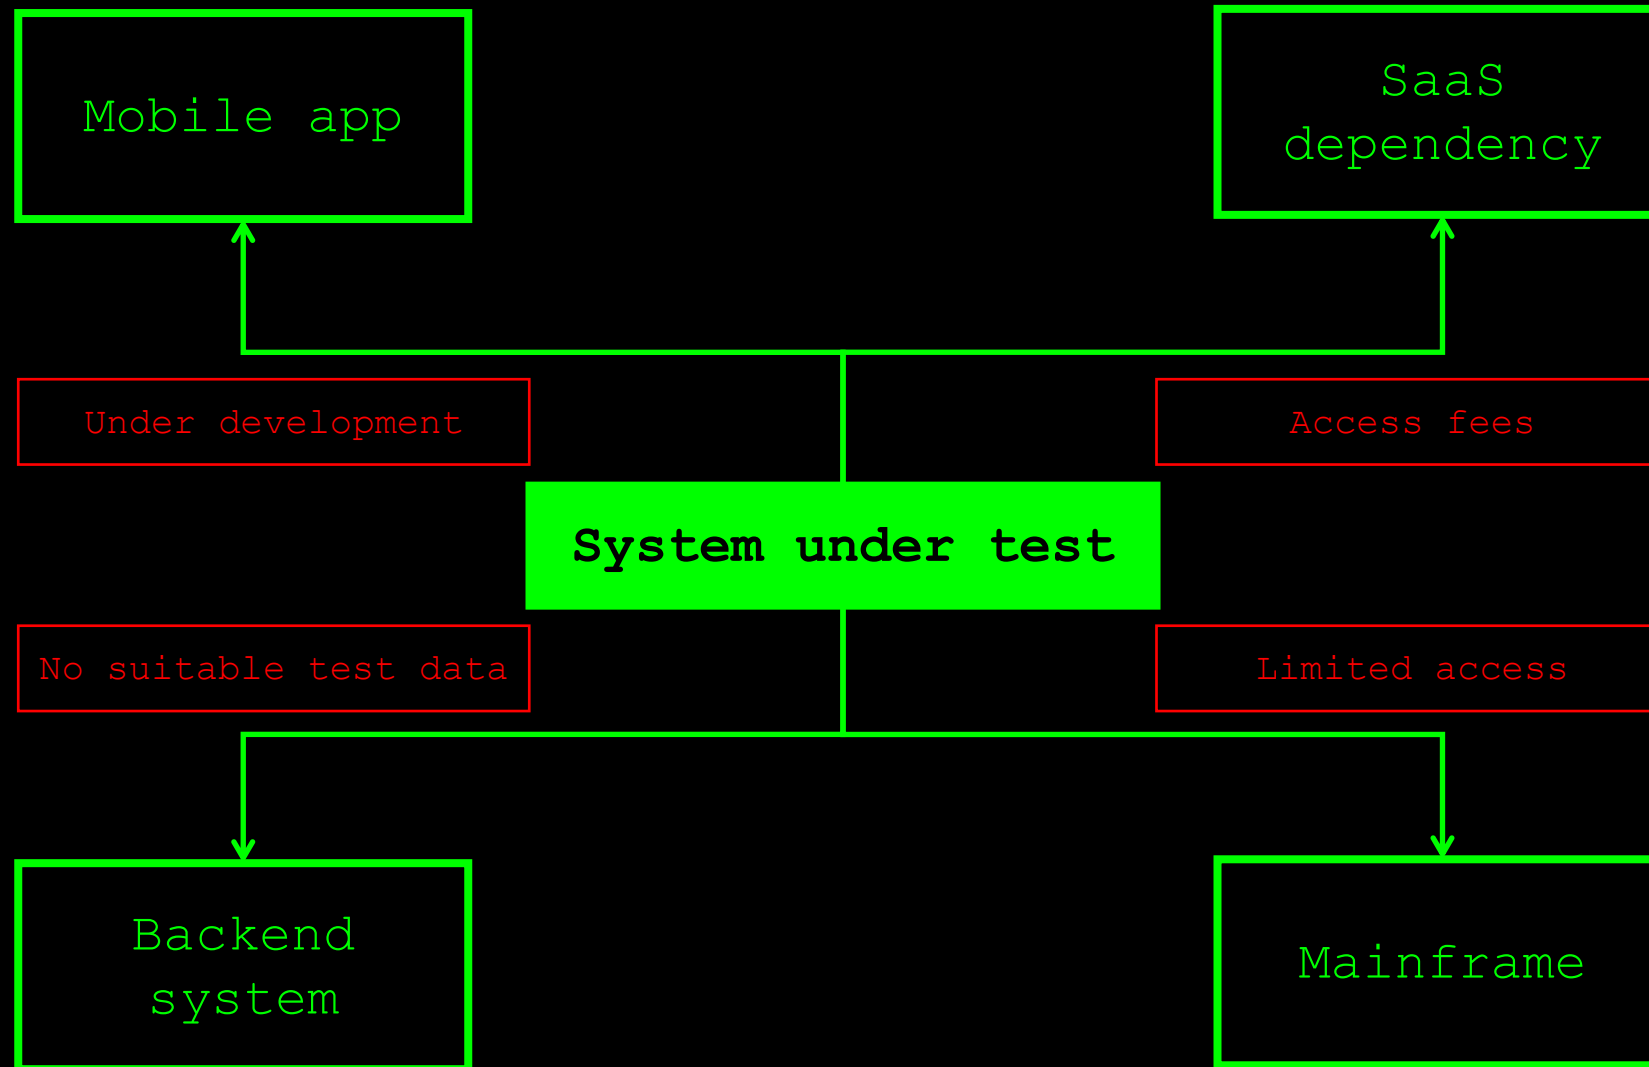 Mobile app
SaaS
dependency
Under development
Access fees
System under test
No suitable test data
Limited access
Backend
system
Mainframe